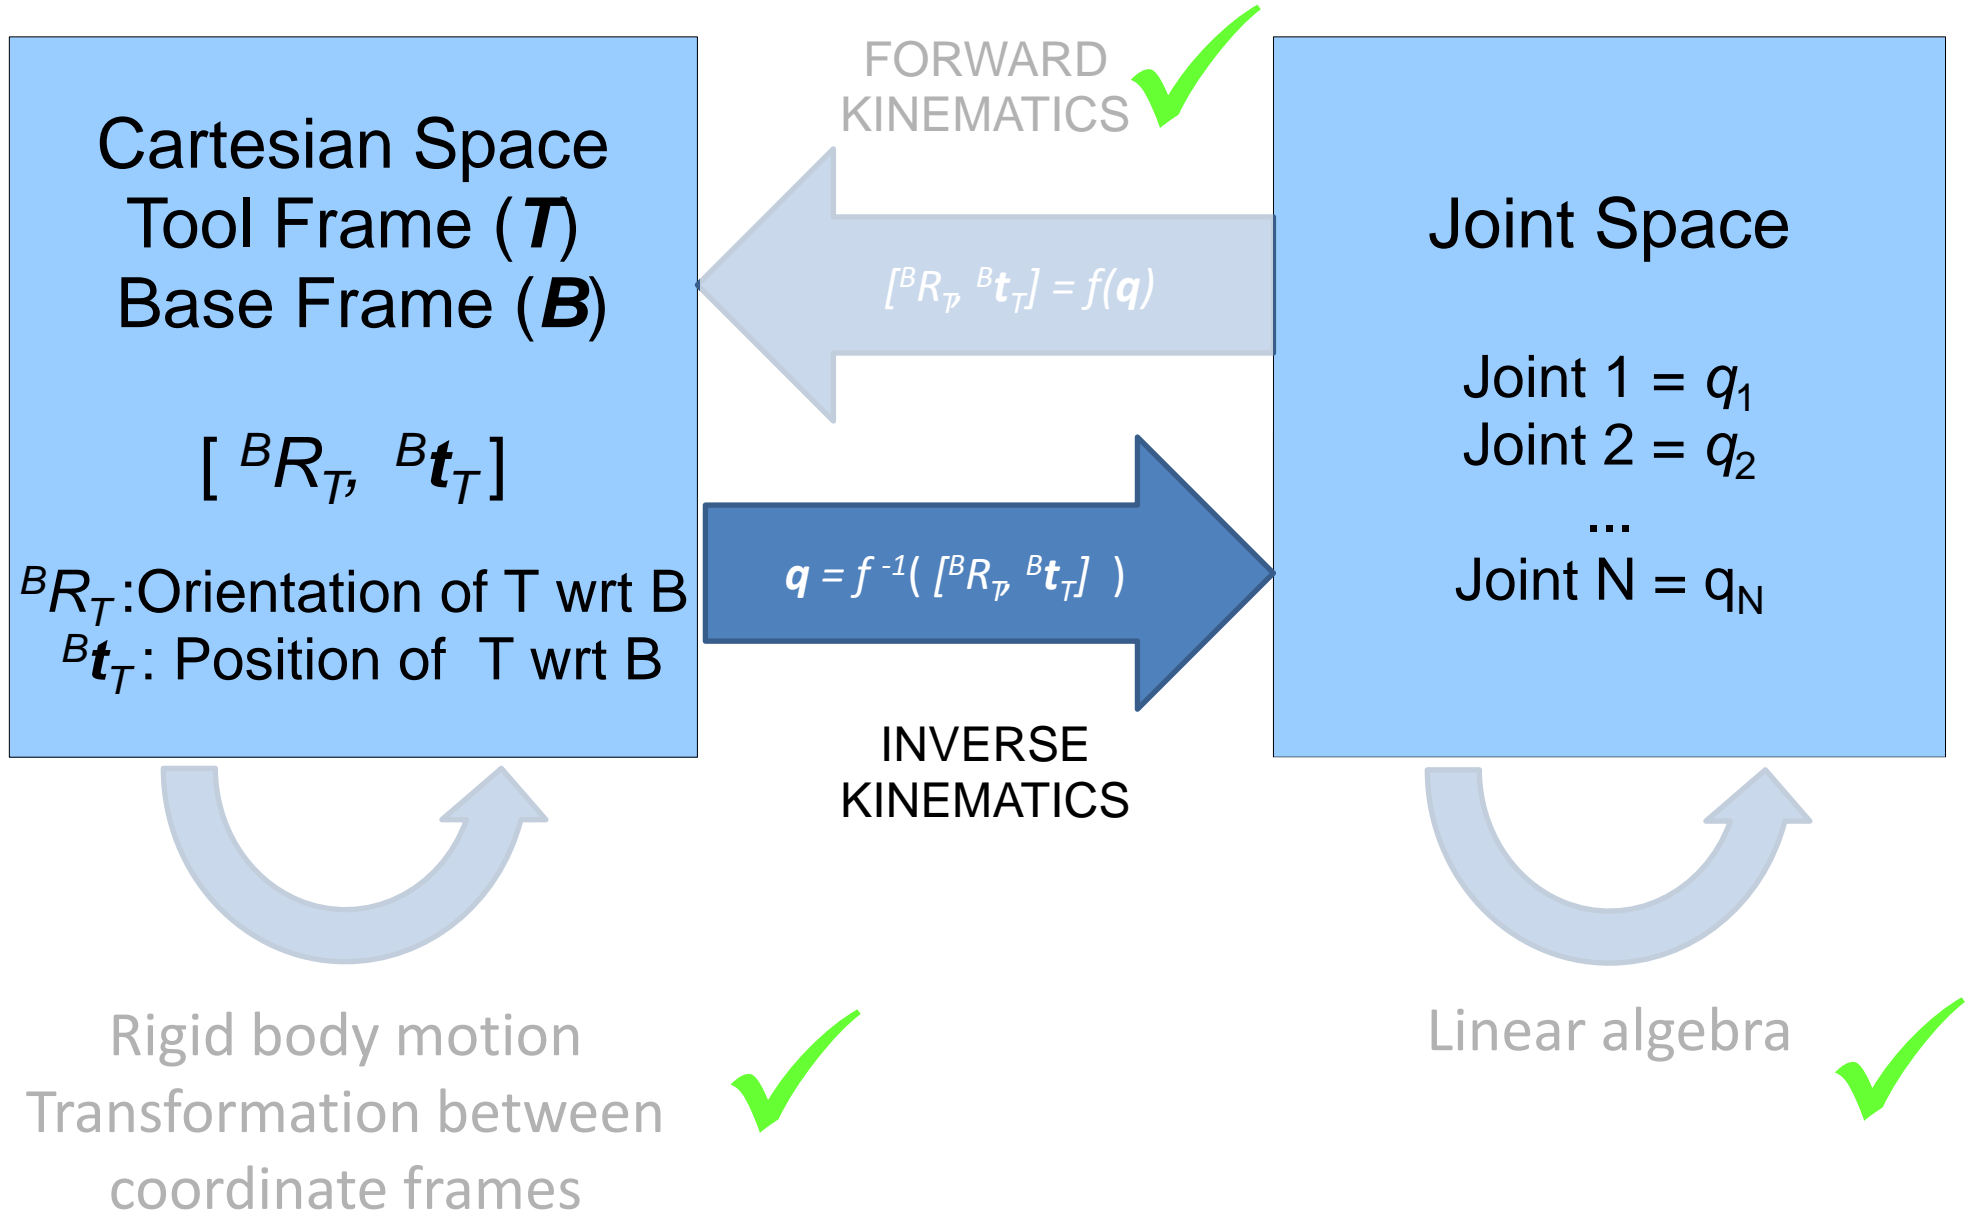 Cartesian Space
Tool Frame (T)
Base Frame (B)
[ ᴮR_T, ᴮt_T ]
ᴮR_T :Orientation of T wrt B
ᴮt_T : Position of T wrt B
FORWARD
KINEMATICS
[ᴮR_T, ᴮt_T] = f(q)
q = f ⁻¹( [ᴮR_T, ᴮt_T] )
INVERSE
KINEMATICS
Joint Space
Joint 1 = q₁
Joint 2 = q₂
...
Joint N = q_N
Rigid body motion
Transformation between
coordinate frames
Linear algebra